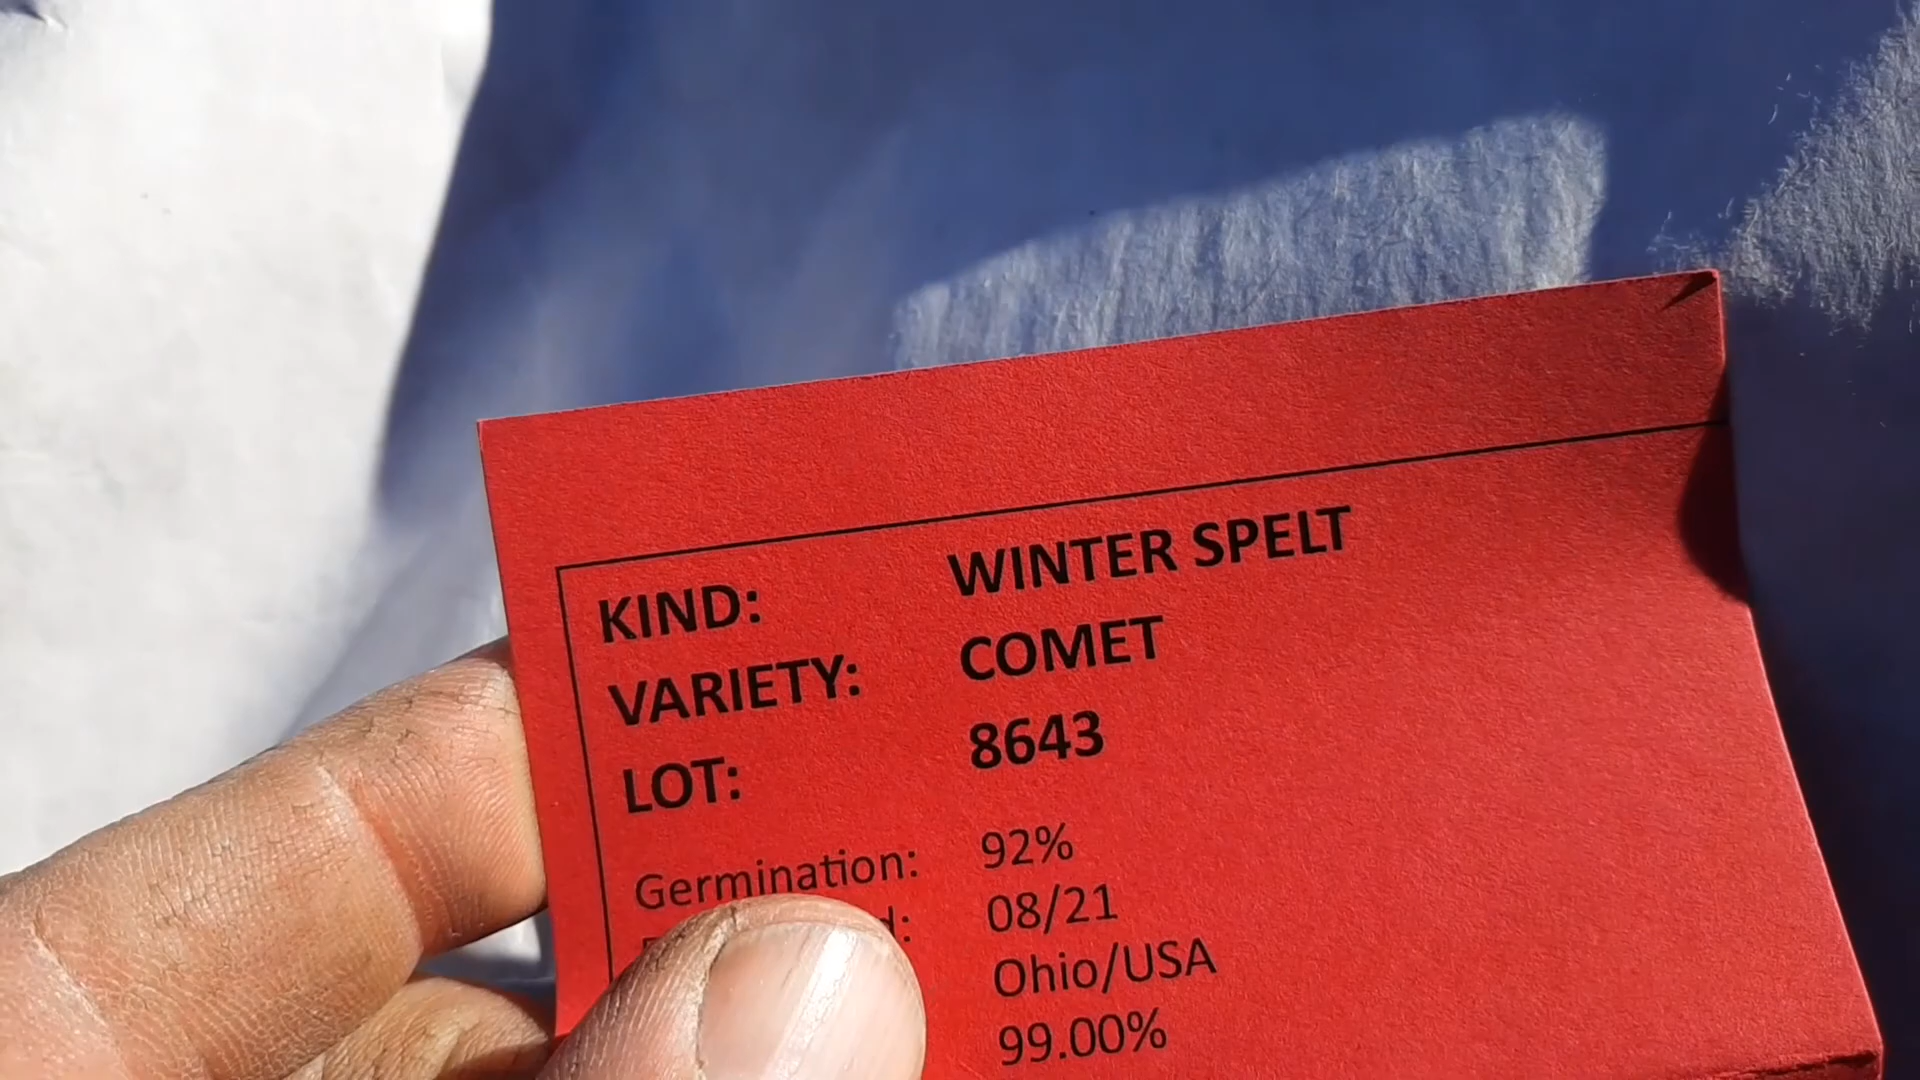 KIND: WINTER SPELT
VARIETY: COMET
LOT: 8643
Germination: 92%
08/21
Ohio/USA
99.00%